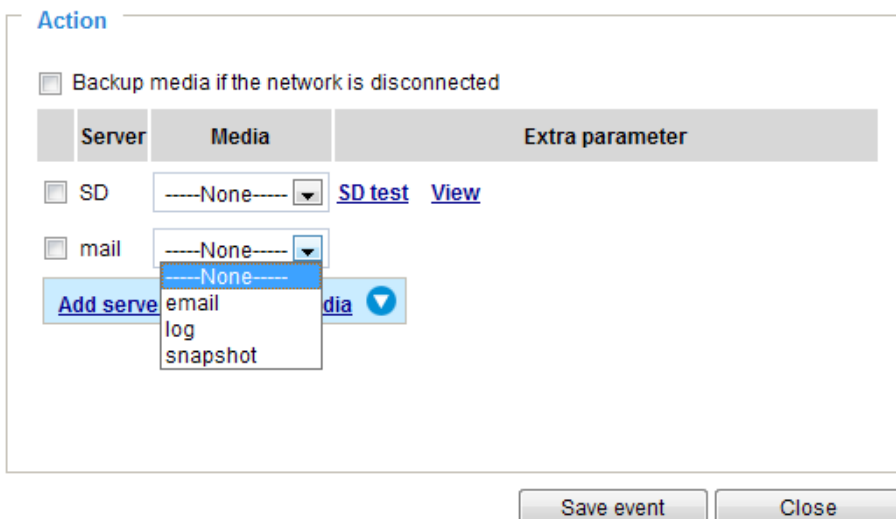 Action
Backup media if the network is disconnected
Server Media Extra parameter
SD -----None----- SD test View
mail -----None-----
-----None-----
email
log
snapshot
Add serve dia
Save event Close